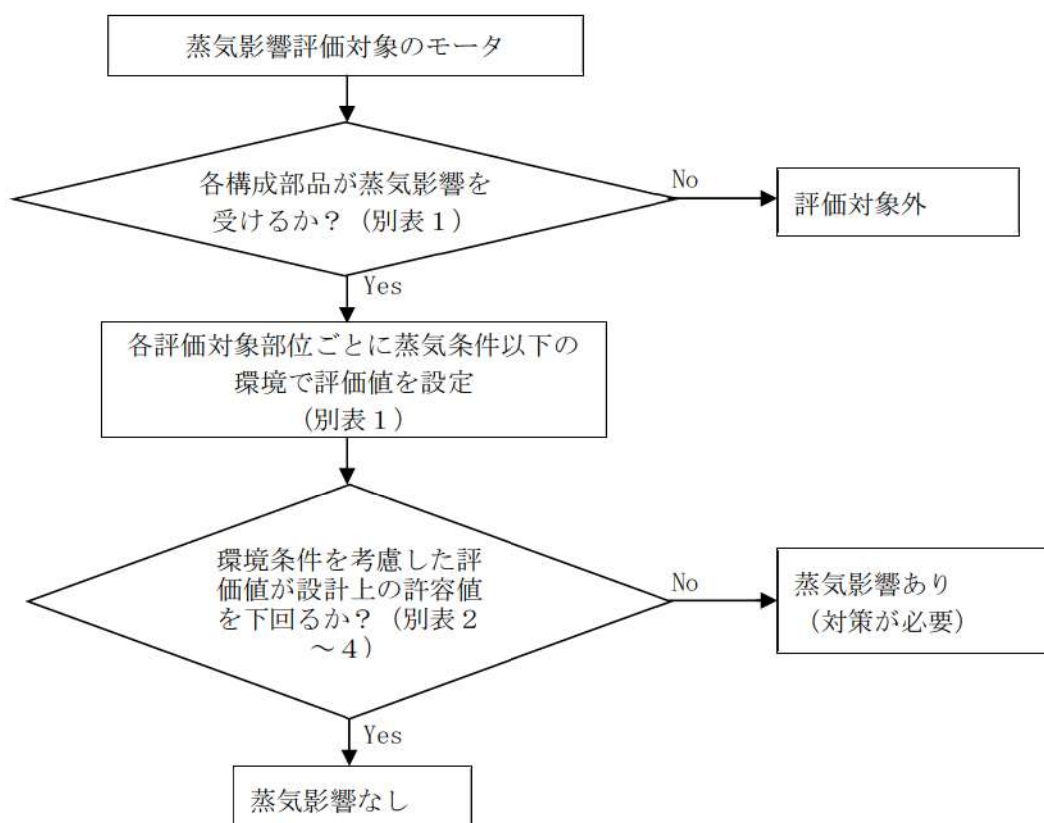 蒸気影響評価対象のモータ
各構成部品が蒸気影響を
受けるか？（別表１）
No
評価対象外
Yes
各評価対象部位ごとに蒸気条件以下の
環境で評価値を設定
（別表１）
環境条件を考慮した評
価値が設計上の許容値
を下回るか？（別表２
～４）
No
蒸気影響あり
（対策が必要）
Yes
蒸気影響なし